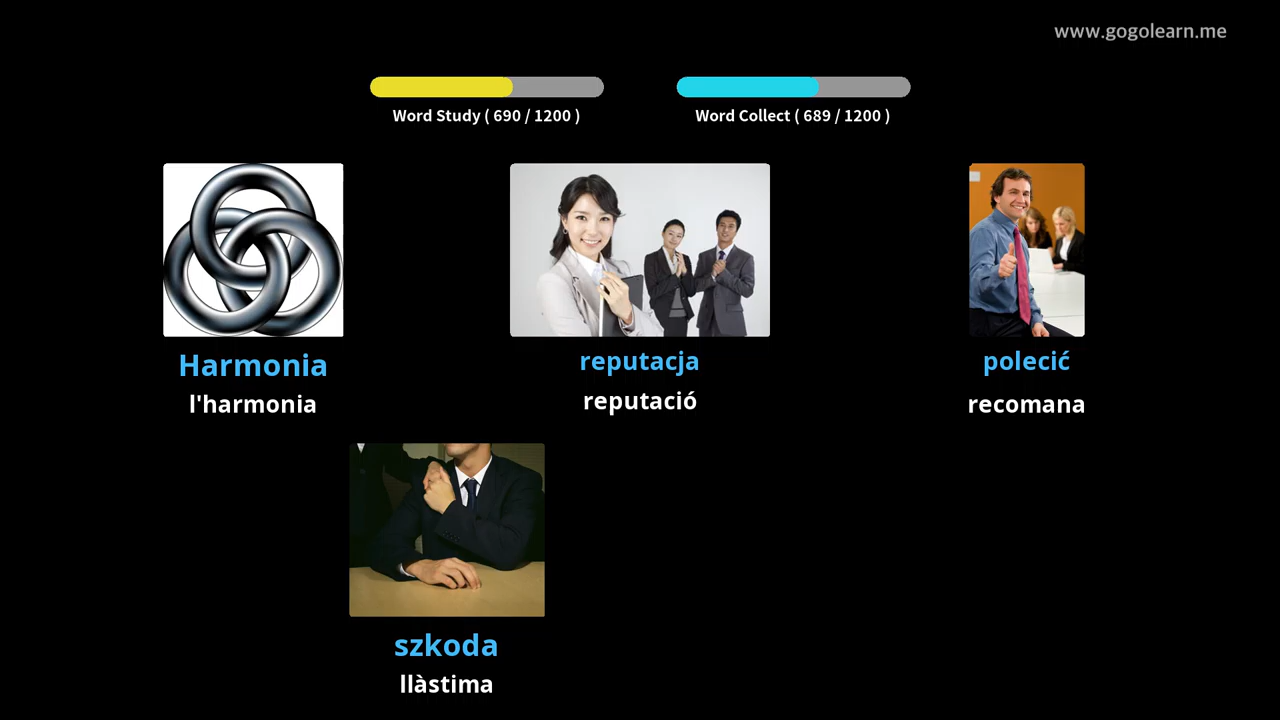 www.gogolearn.me
Word Study ( 690 / 1200 )
Word Collect ( 689 / 1200 )
Harmonia
l'harmonia
reputacja
reputació
polecić
recomana
szkoda
llàstima